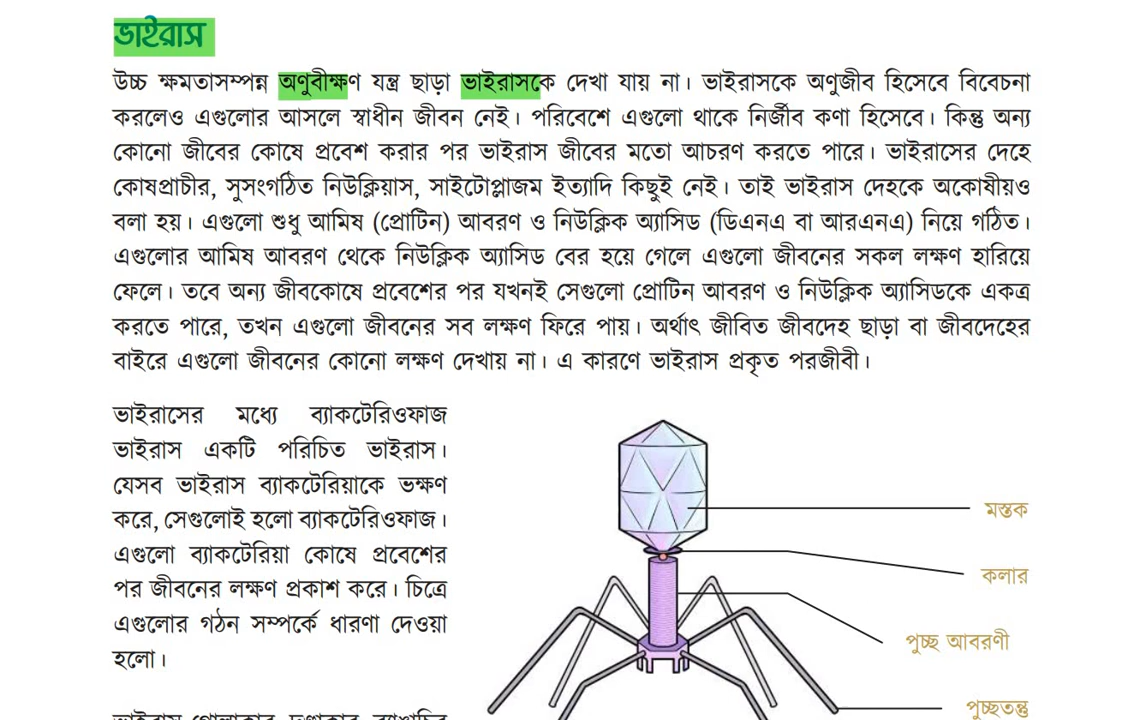 ভাইরাস
উচ্চ ক্ষমতাসম্পন্ন অণুবীক্ষণ যন্ত্র ছাড়া ভাইরাসকে দেখা যায় না। ভাইরাসকে অণুজীব হিসেবে বিবেচনা
করলেও এগুলোর আসলে স্বাধীন জীবন নেই। পরিবেশে এগুলো থাকে নির্জীব কণা হিসেবে। কিন্তু অন্য
কোনো জীবের কোষে প্রবেশ করার পর ভাইরাস জীবের মতো আচরণ করতে পারে। ভাইরাসের দেহে
কোষপ্রাচীর, সুসংগঠিত নিউক্লিয়াস, সাইটোপ্লাজম ইত্যাদি কিছুই নেই। তাই ভাইরাস দেহকে অকোষীয়ও
বলা হয়। এগুলো শুধু আমিষ (প্রোটিন) আবরণ ও নিউক্লিক অ্যাসিড (ডিএনএ বা আরএনএ) নিয়ে গঠিত।
এগুলোর আমিষ আবরণ থেকে নিউক্লিক অ্যাসিড বের হয়ে গেলে এগুলো জীবনের সকল লক্ষণ হারিয়ে
ফেলে। তবে অন্য জীবকোষে প্রবেশের পর যখনই সেগুলো প্রোটিন আবরণ ও নিউক্লিক অ্যাসিডকে একত্র
করতে পারে, তখন এগুলো জীবনের সব লক্ষণ ফিরে পায়। অর্থাৎ জীবিত জীবদেহ ছাড়া বা জীবদেহের
বাইরে এগুলো জীবনের কোনো লক্ষণ দেখায় না। এ কারণে ভাইরাস প্রকৃত পরজীবী।
ভাইরাসের মধ্যে ব্যাকটেরিওফাজ
ভাইরাস একটি পরিচিত ভাইরাস।
যেসব ভাইরাস ব্যাকটেরিয়াকে ভক্ষণ
করে, সেগুলোই হলো ব্যাকটেরিওফাজ।
এগুলো ব্যাকটেরিয়া কোষে প্রবেশের
পর জীবনের লক্ষণ প্রকাশ করে। চিত্রে
এগুলোর গঠন সম্পর্কে ধারণা দেওয়া
হলো।
মস্তক
কলার
পুচ্ছ আবরণী
পুচ্ছতন্তু